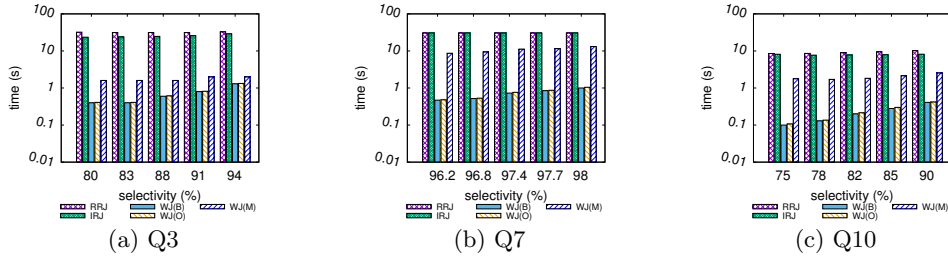 100
10
1
0.1
0.01
time (s)
80 83 88 91 94
selectivity (%)
RRJ WJ(B) WJ(M)
IRJ WJ(O)
(a) Q3
100
10
1
0.1
0.01
time (s)
96.2 96.8 97.4 97.7 98
selectivity (%)
RRJ WJ(B) WJ(M)
IRJ WJ(O)
(b) Q7
100
10
1
0.1
0.01
time (s)
75 78 82 85 90
selectivity (%)
RRJ WJ(B) WJ(M)
IRJ WJ(O)
(c) Q10